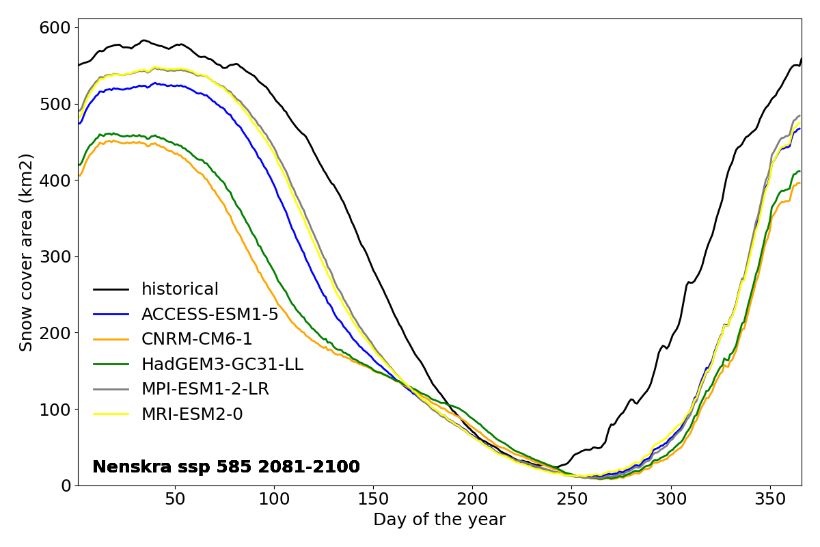 600
500
400
300
200
100
0
Snow cover area (km2)
historical
ACCESS-ESM1-5
CNRM-CM6-1
HadGEM3-GC31-LL
MPI-ESM1-2-LR
MRI-ESM2-0
Nenskra ssp 585 2081-2100
50 100 150 200 250 300 350
Day of the year